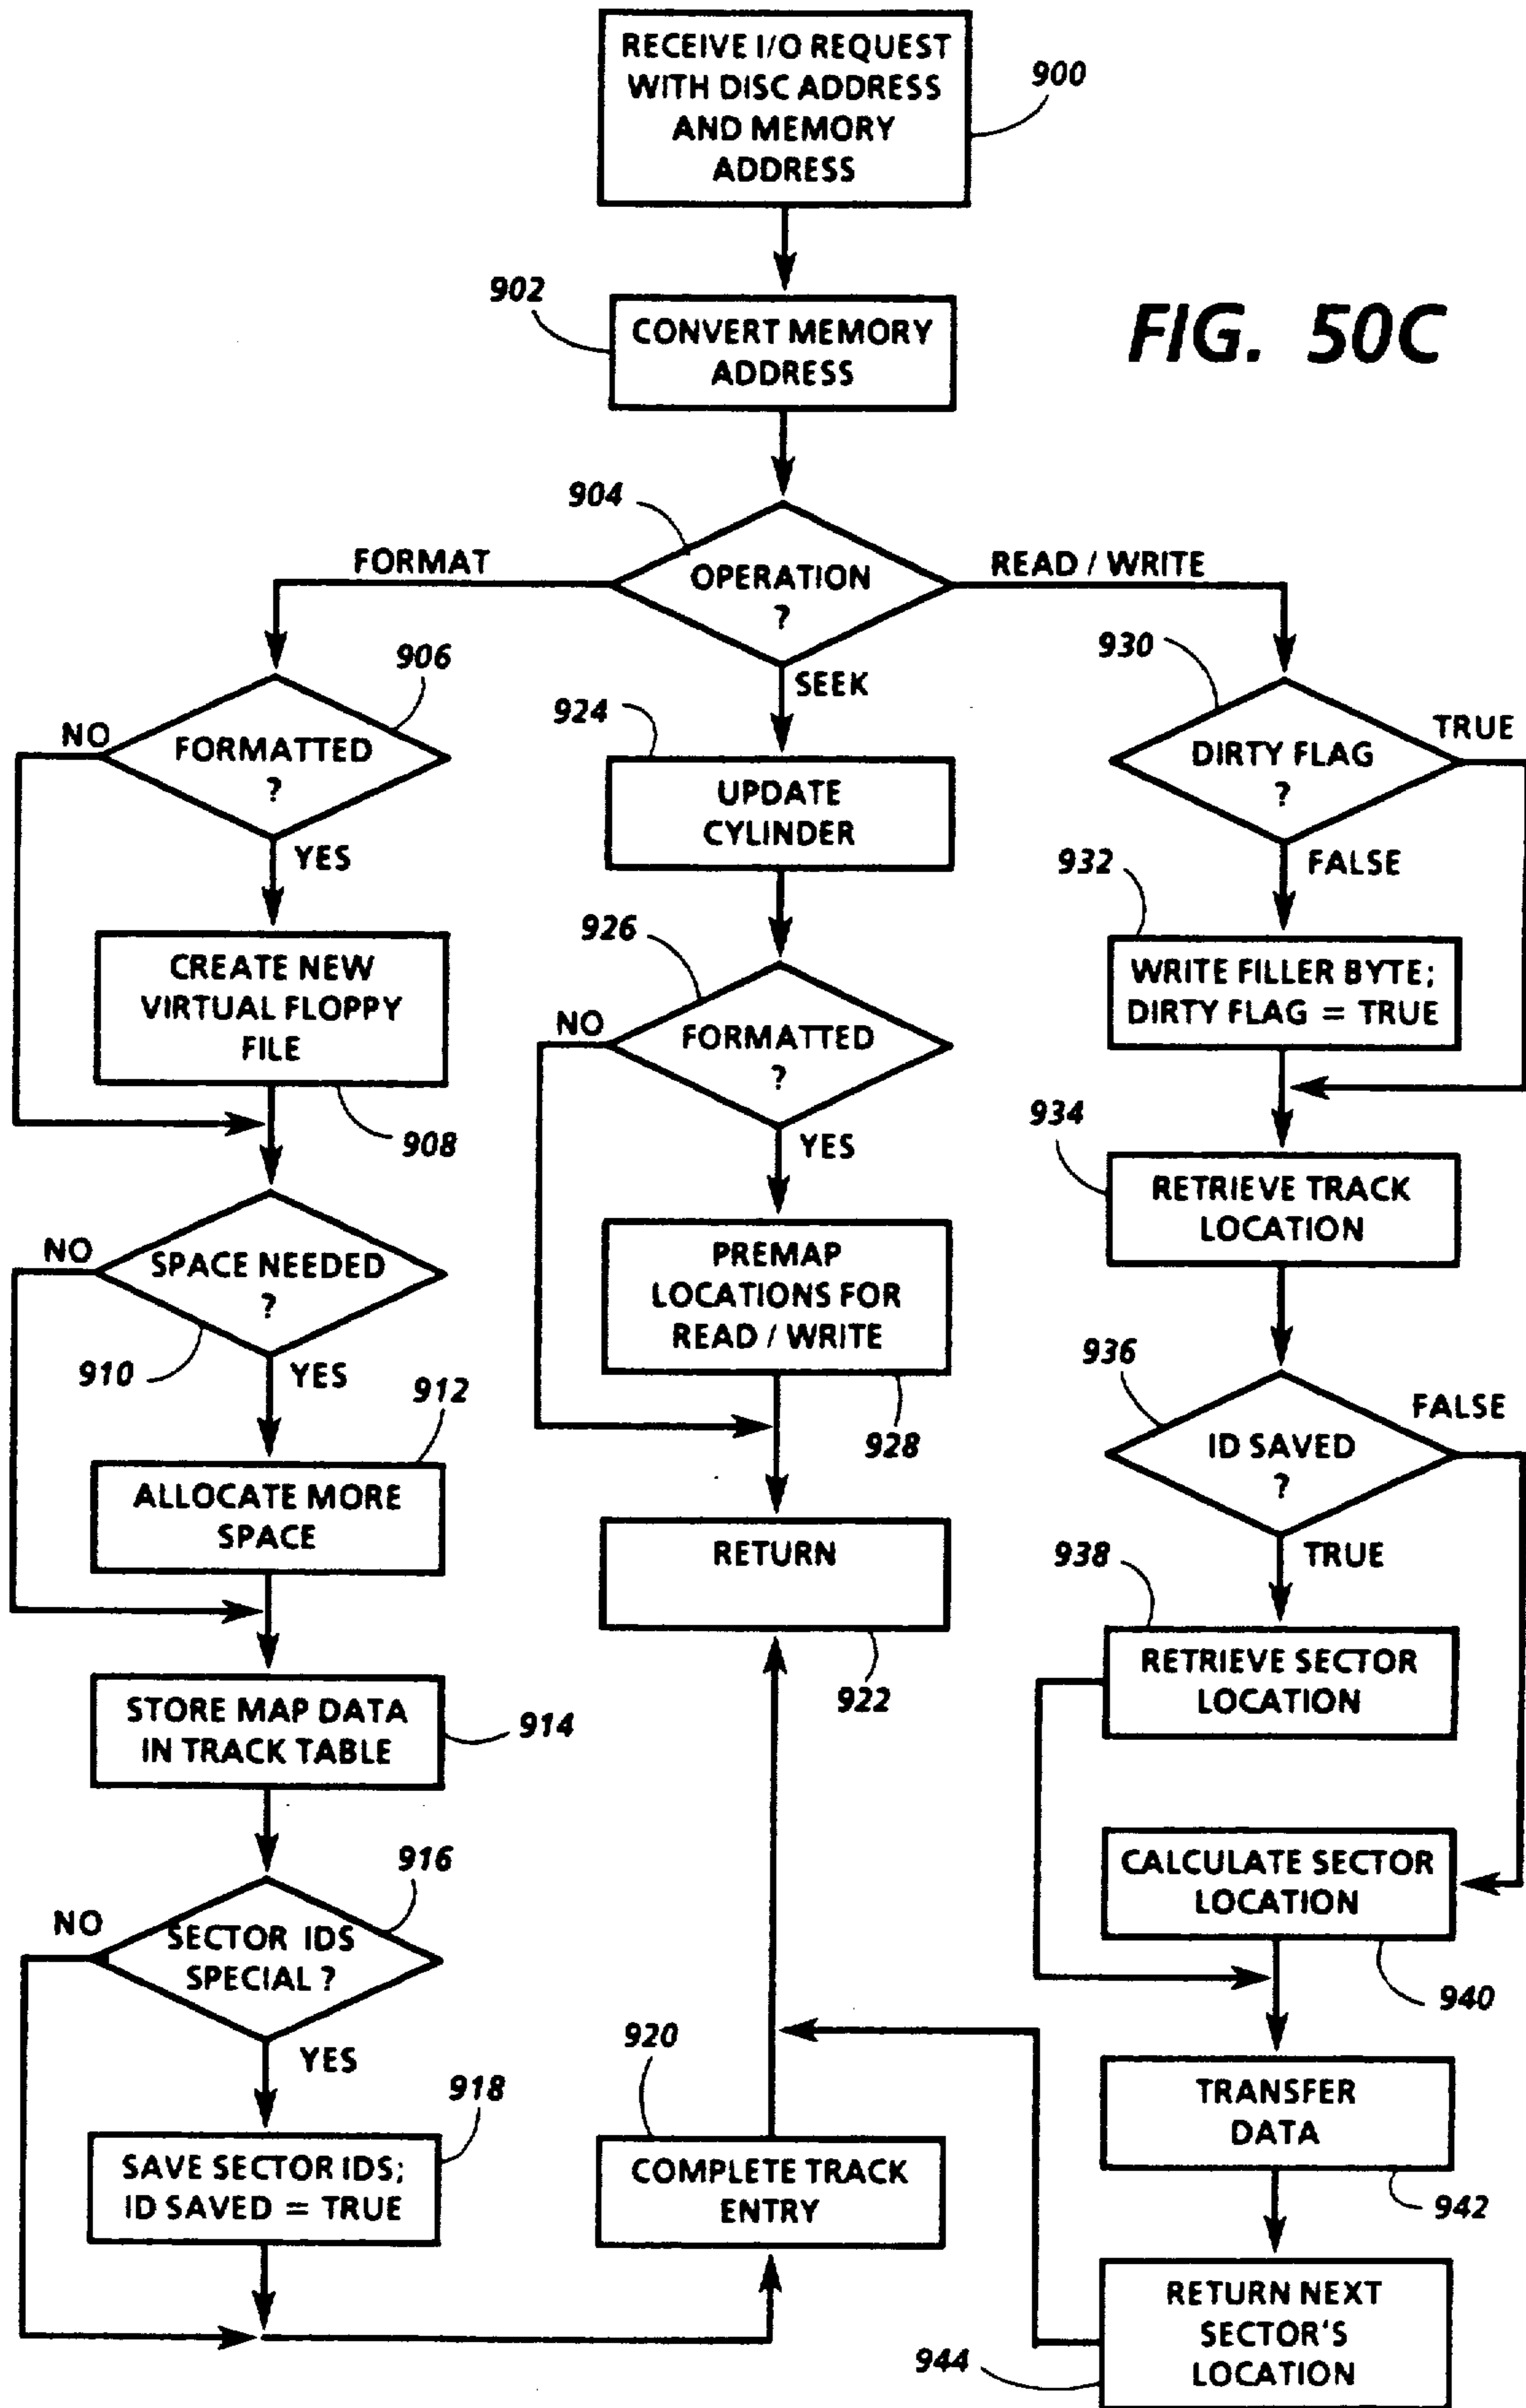 RECEIVE I/O REQUEST
WITH DISC ADDRESS
AND MEMORY
ADDRESS
900
902
CONVERT MEMORY
ADDRESS
FIG. 50C
904
OPERATION
?
FORMAT
READ / WRITE
SEEK
906
NO
FORMATTED
?
YES
CREATE NEW
VIRTUAL FLOPPY
FILE
908
NO
SPACE NEEDED
?
910
YES
912
ALLOCATE MORE
SPACE
STORE MAP DATA
IN TRACK TABLE
914
916
NO
SECTOR IDS
SPECIAL ?
YES
918
SAVE SECTOR IDS;
ID SAVED = TRUE
924
UPDATE
CYLINDER
926
NO
FORMATTED
?
YES
PREMAP
LOCATIONS FOR
READ / WRITE
928
RETURN
922
920
COMPLETE TRACK
ENTRY
930
TRUE
DIRTY FLAG
?
FALSE
932
WRITE FILLER BYTE;
DIRTY FLAG = TRUE
934
RETRIEVE TRACK
LOCATION
936
FALSE
ID SAVED
?
TRUE
938
RETRIEVE SECTOR
LOCATION
CALCULATE SECTOR
LOCATION
940
TRANSFER
DATA
942
RETURN NEXT
SECTOR'S
LOCATION
944